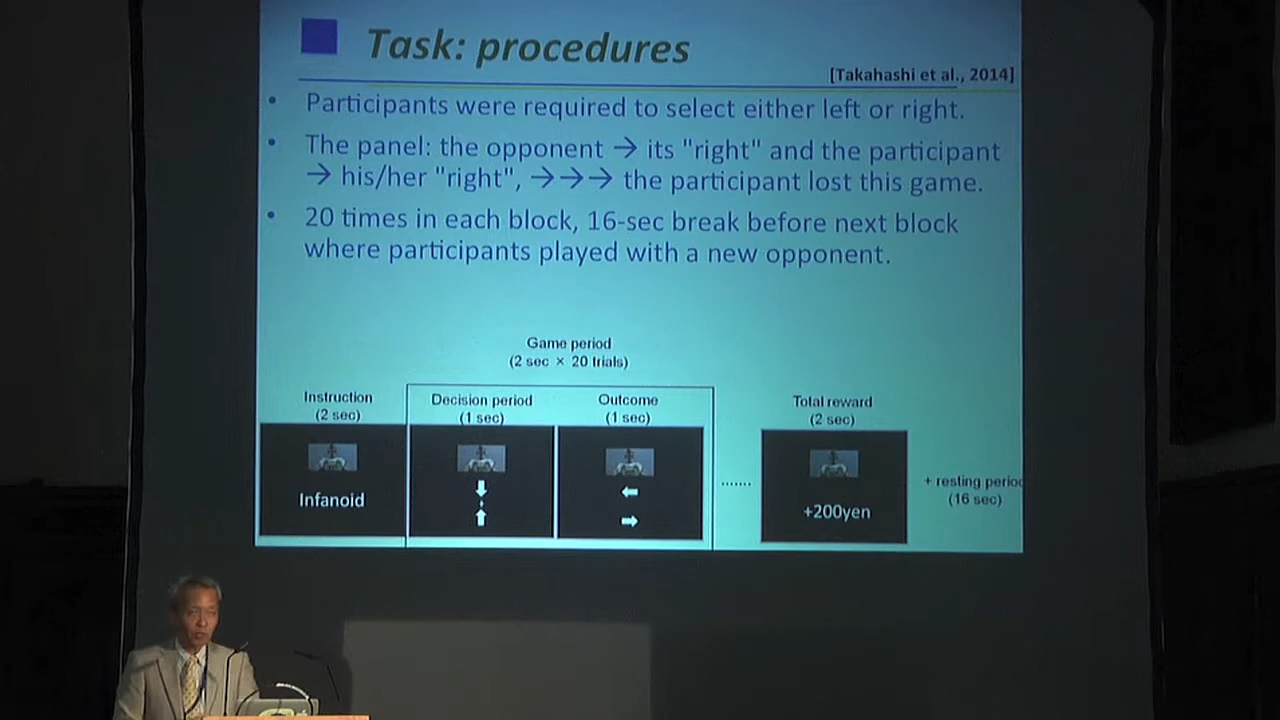 Task: procedures
[Takahashi et al., 2014]
• Participants were required to select either left or right.
• The panel: the opponent → its "right" and the participant
→ his/her "right", →→→ the participant lost this game.
• 20 times in each block, 16-sec break before next block
where participants played with a new opponent.
Game period
(2 sec × 20 trials)
Instruction
(2 sec)
Decision period
(1 sec)
Outcome
(1 sec)
Total reward
(2 sec)
Infanoid
.......
+200yen
+ resting perioc
(16 sec)